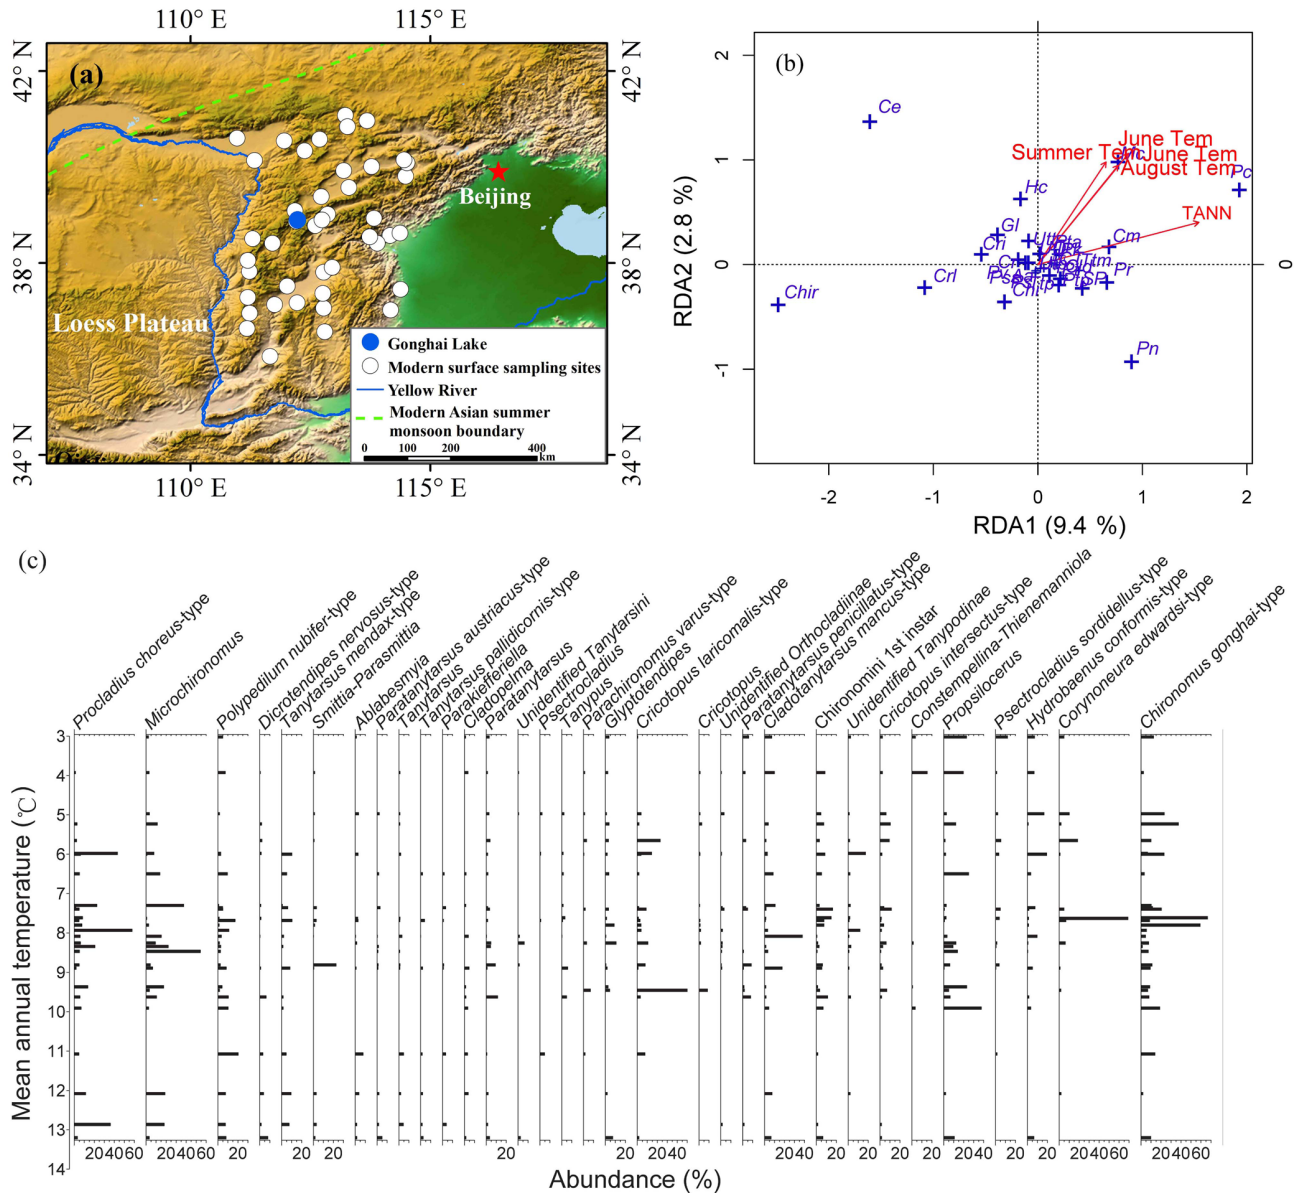 110° E
115° E
42° N
38° N
34° N
42° N
38° N
34° N
(a)
Beijing
Loess Plateau
Gonghai Lake
Modern surface sampling sites
Yellow River
Modern Asian summer
monsoon boundary
0 100 200 400
km
110° E
115° E
(b)
2
1
0
-1
RDA2 (2.8 %)
Ce
June Tem
Summer Tem
June Tem
August Tem
Pc
Hc
TANN
Gl
Cri
Cm
Crl
Pr
Chir
Chi
Pn
0
-2 -1 0 1 2
RDA1 (9.4 %)
(c)
Procladius choreus-type
Microchironomus
Polypedium nubifer-type
Dicrotendipes nervosus-type
Tanytarsus mendax-type
Smittia-Parasmittia
Ablabesmyia
Paratanytarsus austriacus-type
Tanytarsus
Tanytarsus pallidicornis-type
Parakiefferiella
Cladopelma
Paratanytarsus
Unidentified Tanytarsini
Psectrocladius
Tanypus
Parachironomus varus-type
Glyptotendipes
Cricotopus laricomalis-type
Cricotopus
Unidentified Orthocladiinae
Paratanytarsus penicillatus-type
Cladotanytarsus mancus-type
Chironomini 1st instar
Unidentified Tanypodinae
Cricotopus intersectus-type
Constempellina-Thienemanniola
Propsilocerus
Psectrocladius sordidellus-type
Hydrobaenus conformis-type
Corynoneura edwardsi-type
Chironomus gonghai-type
Mean annual temperature (℃)
3
4
5
6
7
8
9
10
11
12
13
14
204060 204060 20 20 20 20 20 2040 20 2040 20 20 20 20 20 204060 204060
Abundance (%)